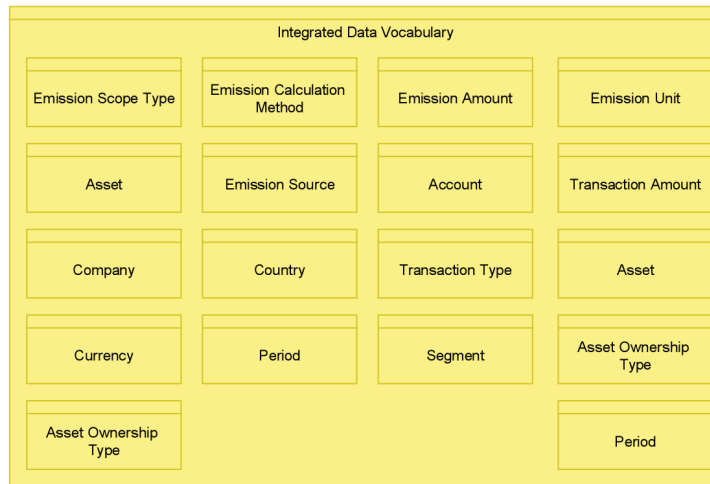 Integrated Data Vocabulary
Emission Scope Type
Emission Calculation
Method
Emission Amount
Emission Unit
Asset
Emission Source
Account
Transaction Amount
Company
Country
Transaction Type
Asset
Currency
Period
Segment
Asset Ownership
Type
Asset Ownership
Type
Period